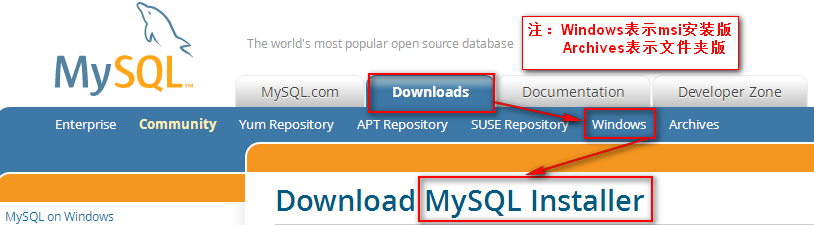 注：Windows表示msi安装版
Archives表示文件夹版
MySQL™
The world's most popular open source database
MySQL.com Downloads Documentation Developer Zone
Enterprise Community Yum Repository APT Repository SUSE Repository Windows Archives
Download MySQL Installer
MySQL on Windows